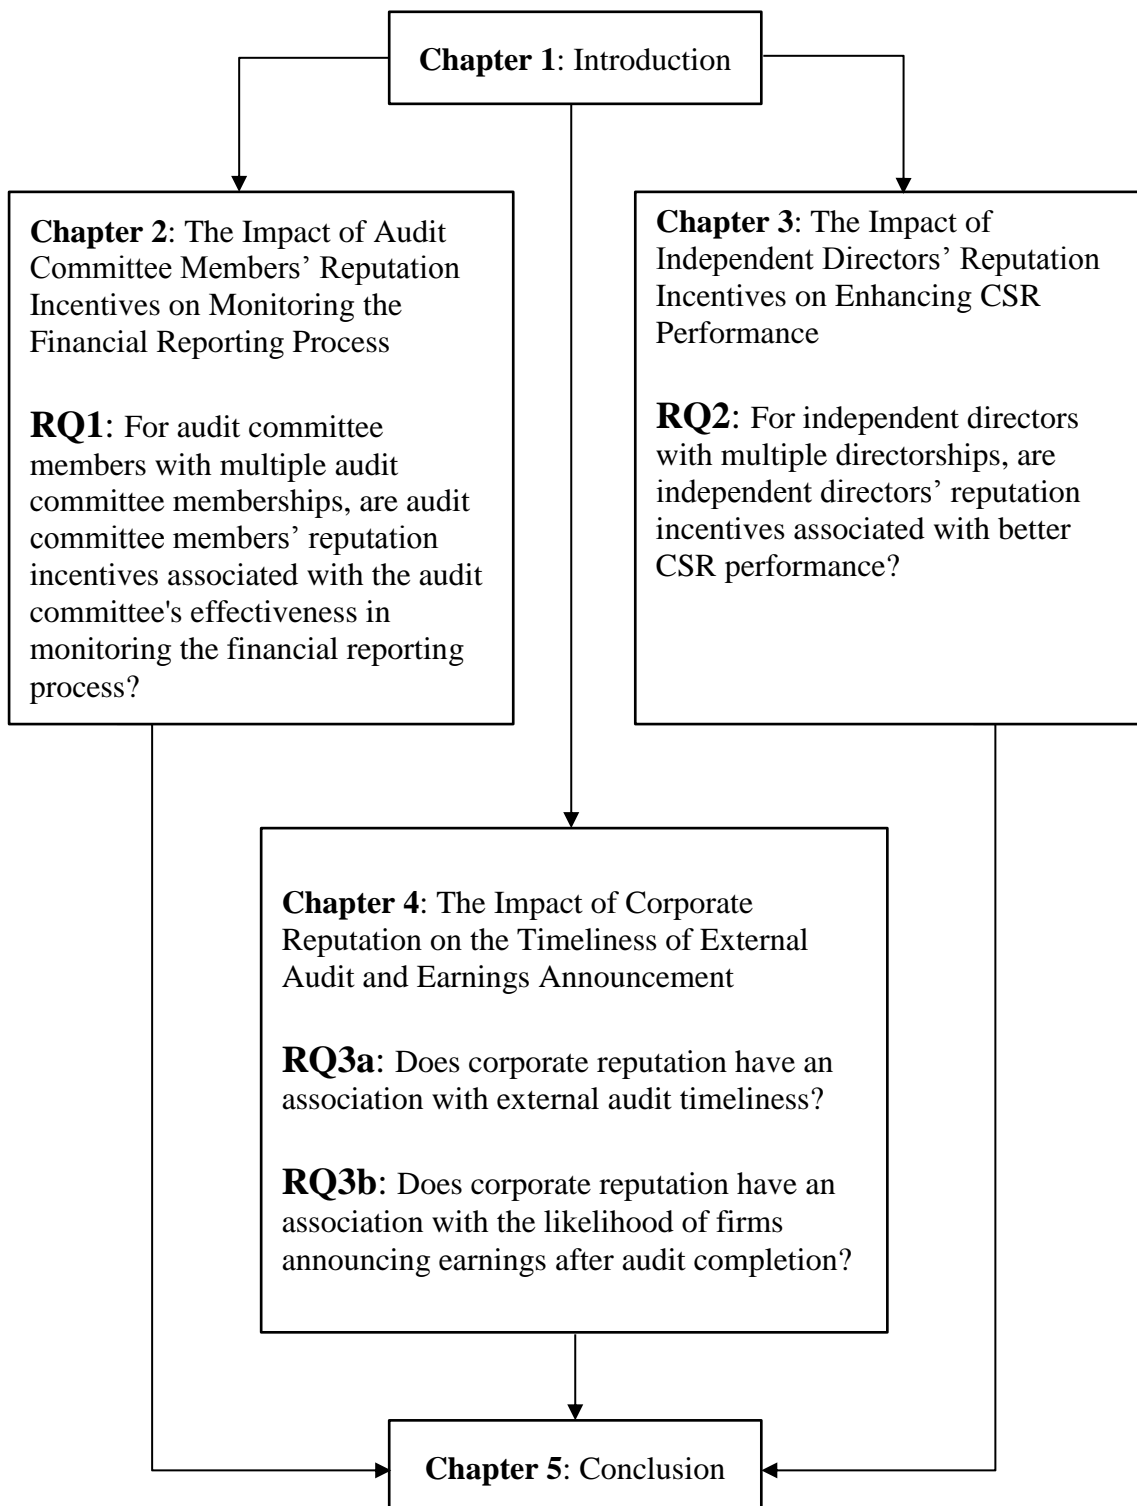 Chapter 1: Introduction
Chapter 2: The Impact of Audit
Committee Members’ Reputation
Incentives on Monitoring the
Financial Reporting Process
RQ1: For audit committee
members with multiple audit
committee memberships, are audit
committee members’ reputation
incentives associated with the audit
committee's effectiveness in
monitoring the financial reporting
process?
Chapter 3: The Impact of
Independent Directors’ Reputation
Incentives on Enhancing CSR
Performance
RQ2: For independent directors
with multiple directorships, are
independent directors’ reputation
incentives associated with better
CSR performance?
Chapter 4: The Impact of Corporate
Reputation on the Timeliness of External
Audit and Earnings Announcement
RQ3a: Does corporate reputation have an
association with external audit timeliness?
RQ3b: Does corporate reputation have an
association with the likelihood of firms
announcing earnings after audit completion?
Chapter 5: Conclusion